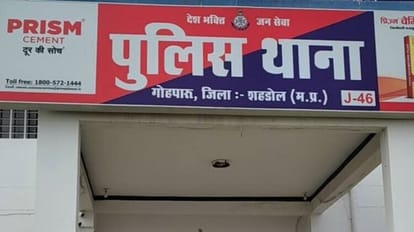 देश भक्ति जन सेवा
PRISM®
CEMENT
दूर की सोच
Toll free: 1800-572-1444
पुलिस थाना
गोहपारू, जिला :- शहडोल (म.प्र.)
J-46